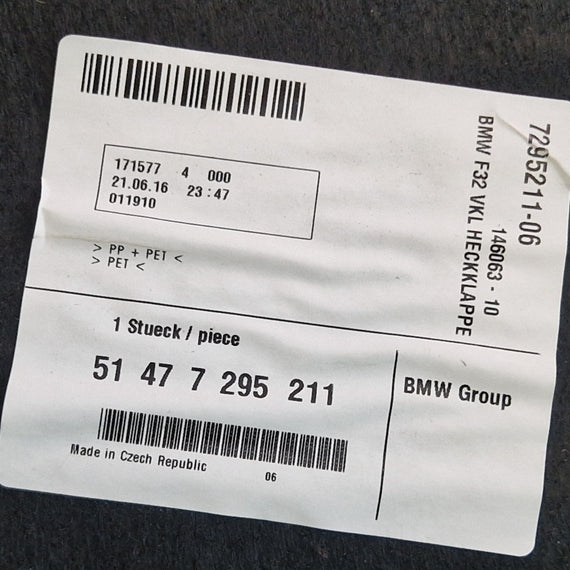 171577 4 000
21.06.16 23:47
011910
> PP + PET <
> PET <
7295211-06
146063 - 10
BMW F32 VKL HECKKLAPPE
1 Stueck / piece
51 47 7 295 211
Made in Czech Republic
06
BMW Group